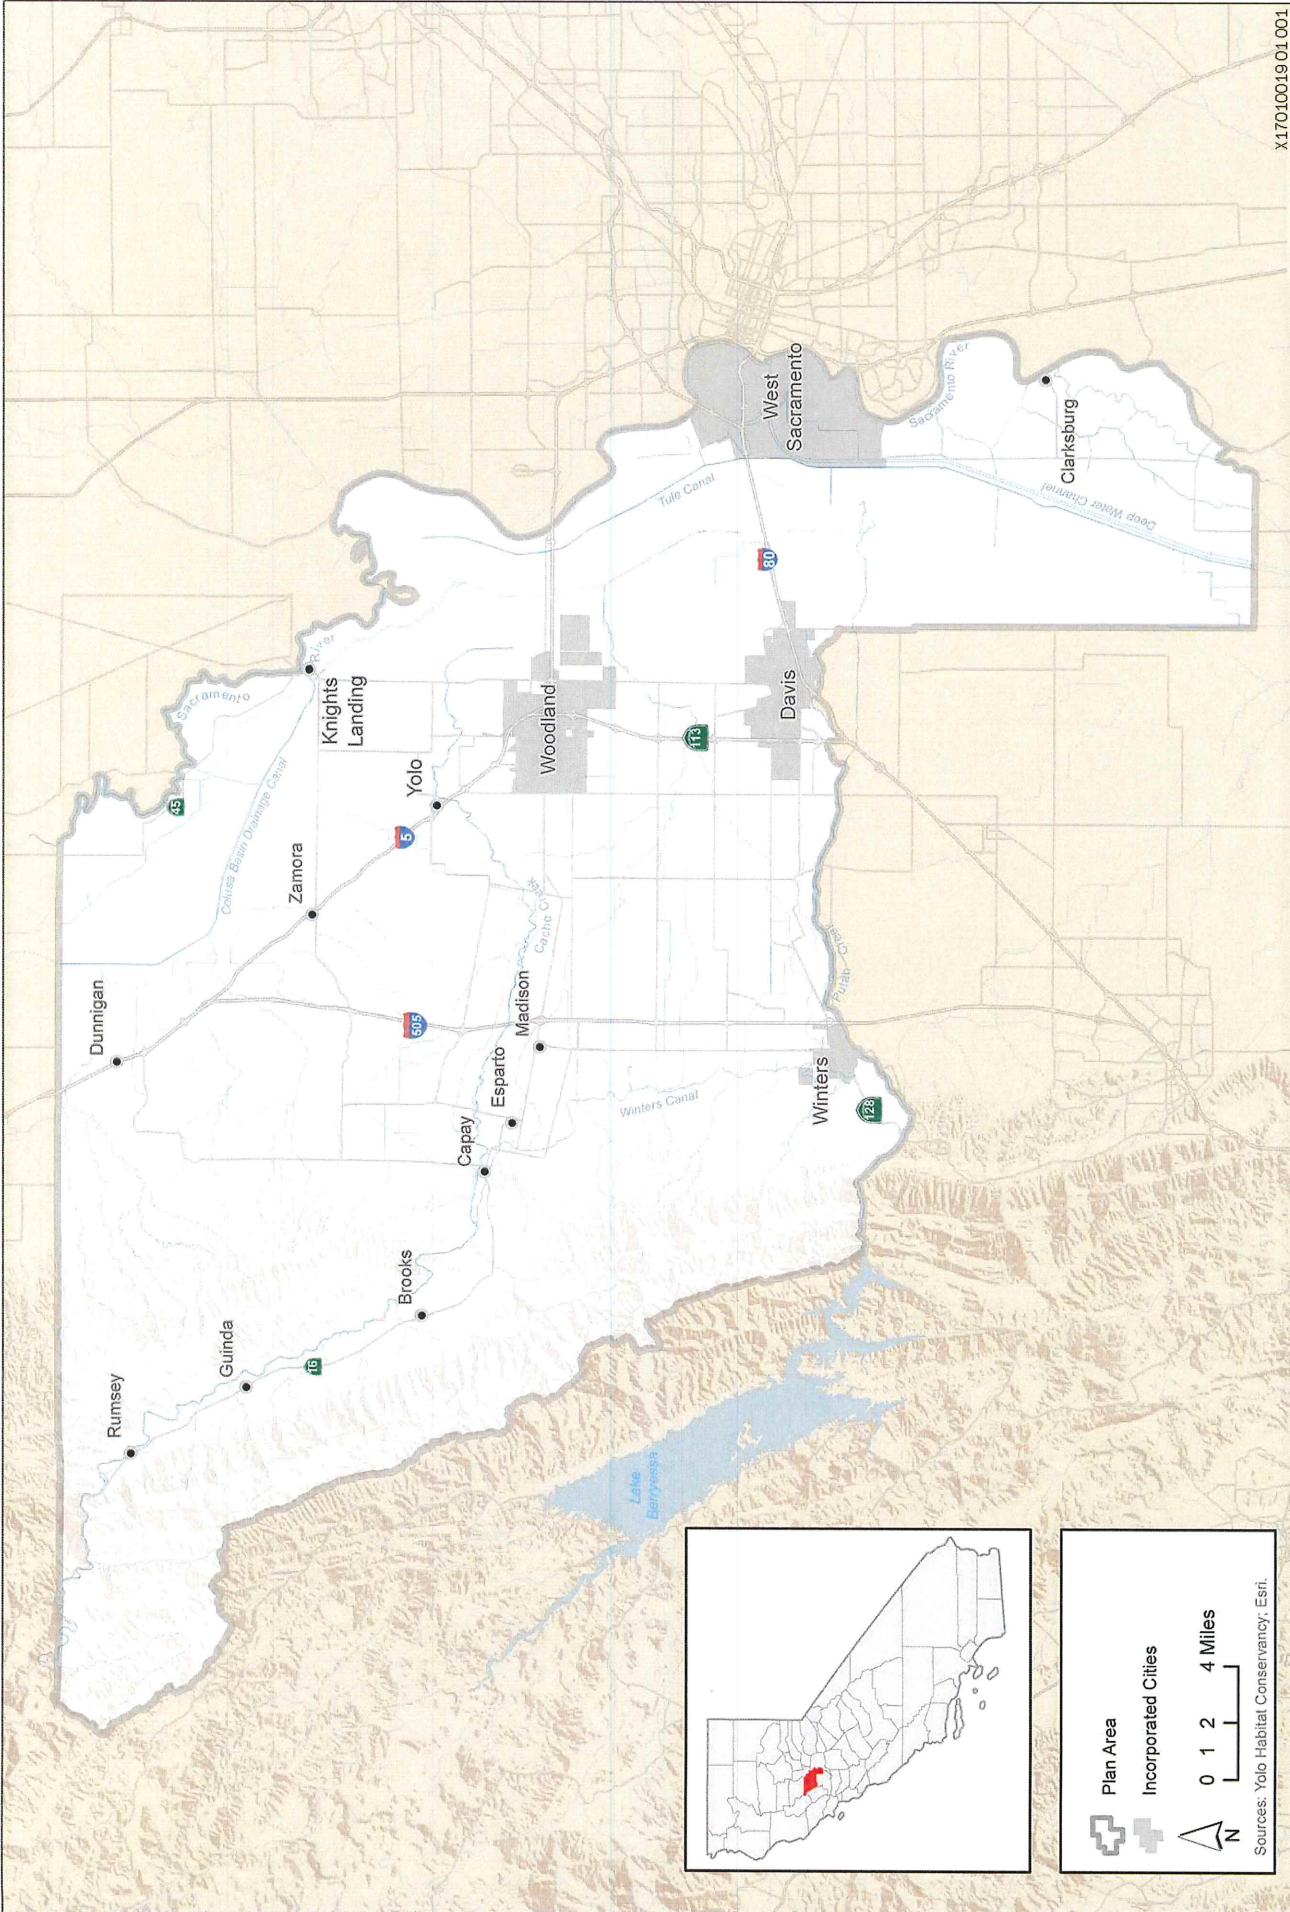 X17010019 01 001
Rumsey
Guinda
16
Brooks
Capay
Esparto
Madison
Dunnigan
505
Zamora
5
Yolo
45
Colusa Basin Drainage Canal
Sacramento
River
Knights
Landing
Cache Creek
Woodland
113
Davis
80
Tule Canal
West
Sacramento
Sacramento River
Clarksburg
Deep Water Channel
Winters Canal
Winters
128
Putah Creek
Lake
Berryessa
Plan Area
Incorporated Cities
N
0 1 2 4 Miles
Sources: Yolo Habitat Conservancy; Esri.